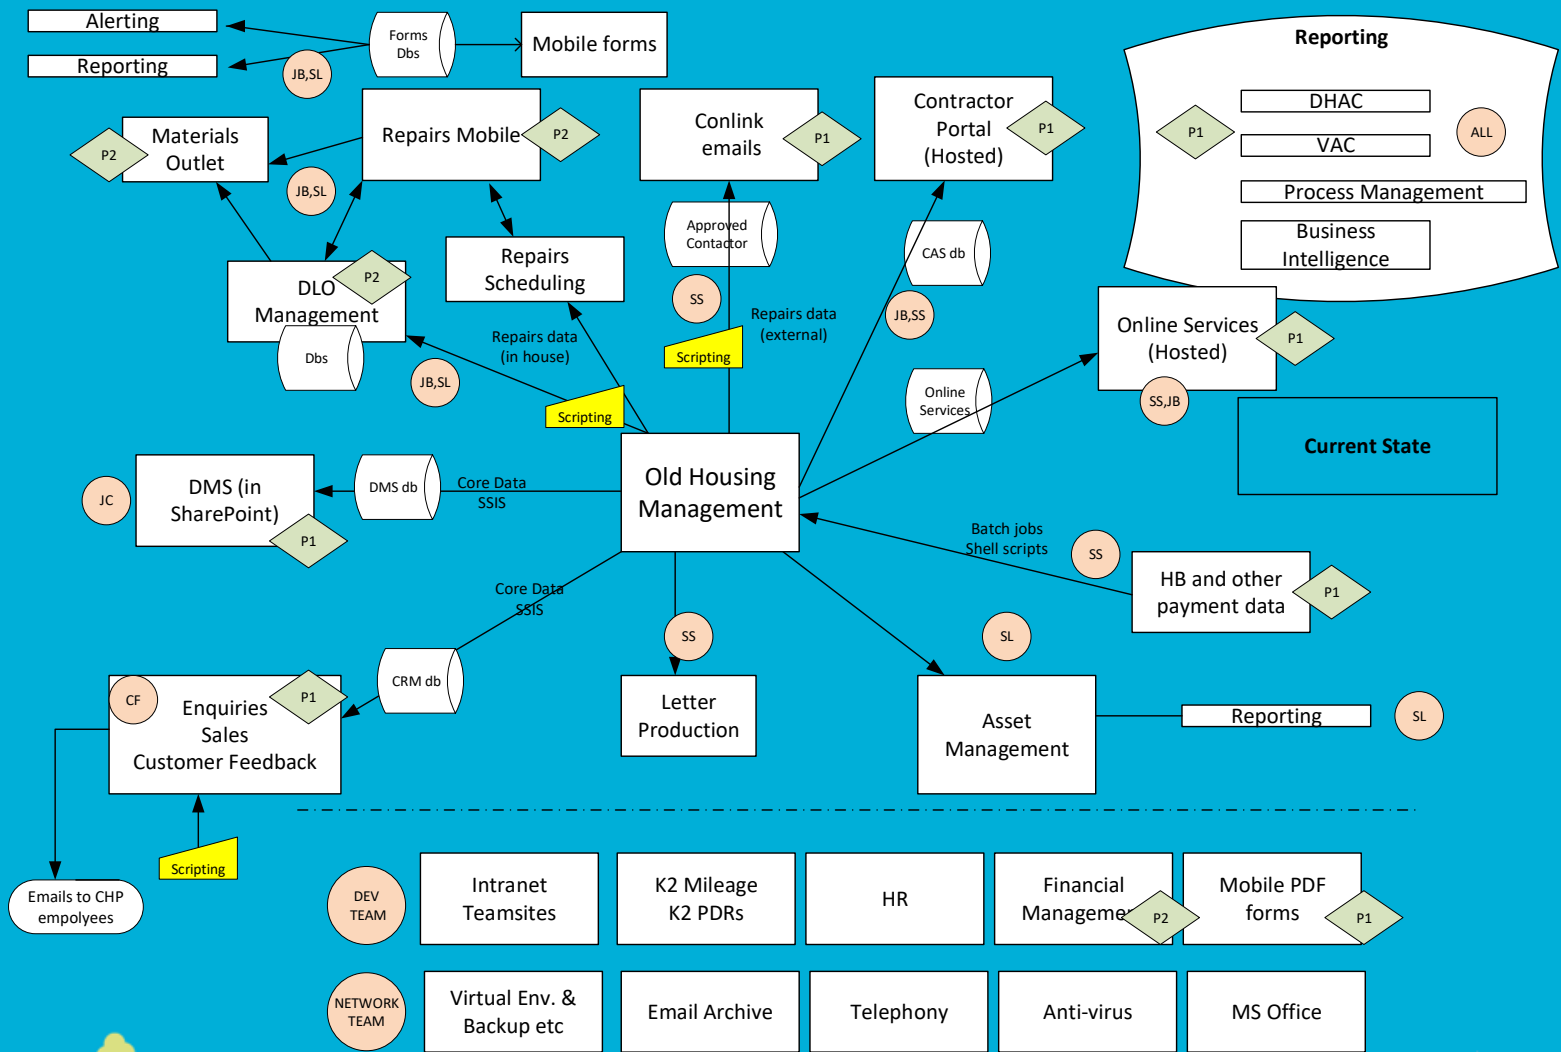 Alerting
Reporting
JB,SL
Forms
Dbs
Mobile forms
Reporting
P1
DHAC
VAC
ALL
Process Management
Business
Intelligence
P2
Materials
Outlet
JB,SL
Repairs Mobile
P2
Conlink
emails
P1
Contractor
Portal
(Hosted)
P1
Approved
Contactor
CAS db
Repairs
Scheduling
DLO
Management
P2
Dbs
SS
Repairs data
(external)
JB,SS
Scripting
Repairs data
(in house)
JB,SL
Scripting
Online
Services
Online Services
(Hosted)
P1
SS,JB
Current State
JC
DMS (in
SharePoint)
P1
DMS db
Core Data
SSIS
Old Housing
Management
Batch jobs
Shell scripts
SS
HB and other
payment data
P1
Core Data
SSIS
SS
SL
CRM db
CF
Enquiries
Sales
Customer Feedback
P1
Letter
Production
Asset
Management
Reporting
SL
Scripting
Emails to CHP
empolyees
DEV
TEAM
Intranet
Teamsites
K2 Mileage
K2 PDRs
HR
Financial
Managemen
P2
Mobile PDF
forms
P1
NETWORK
TEAM
Virtual Env. &
Backup etc
Email Archive
Telephony
Anti-virus
MS Office